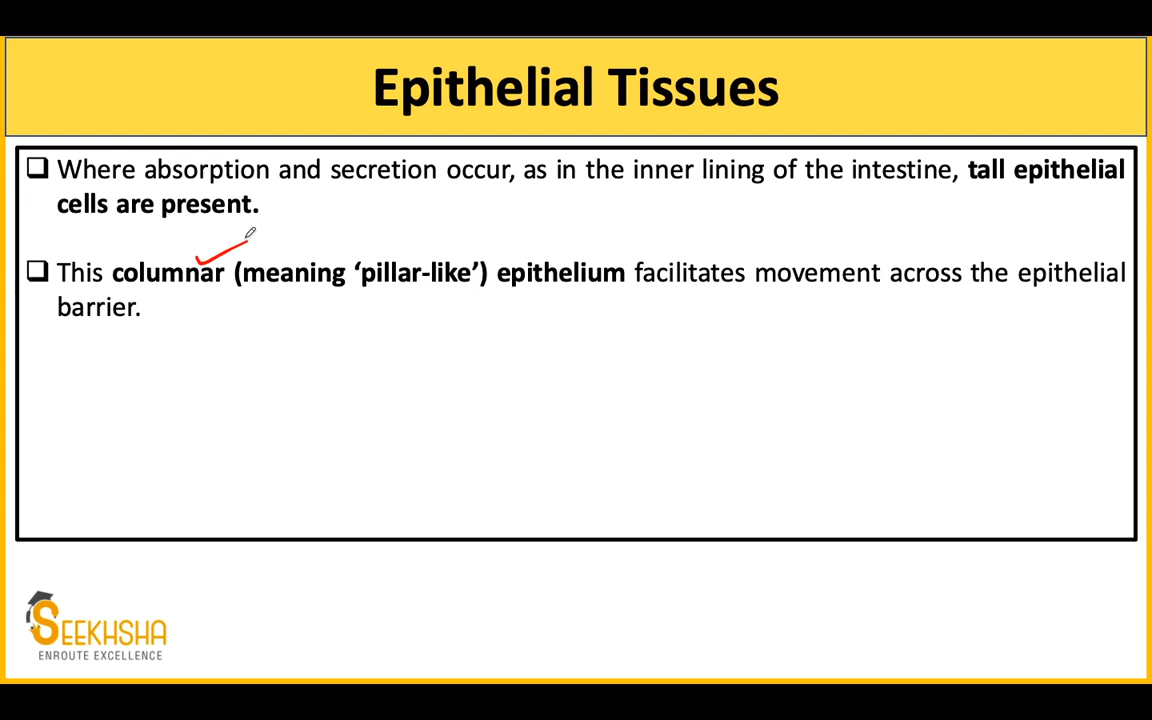 Epithelial Tissues
Where absorption and secretion occur, as in the inner lining of the intestine, tall epithelial
cells are present.
This columnar (meaning ‘pillar-like’) epithelium facilitates movement across the epithelial
barrier.
SEEKHSHA
ENROUTE EXCELLENCE